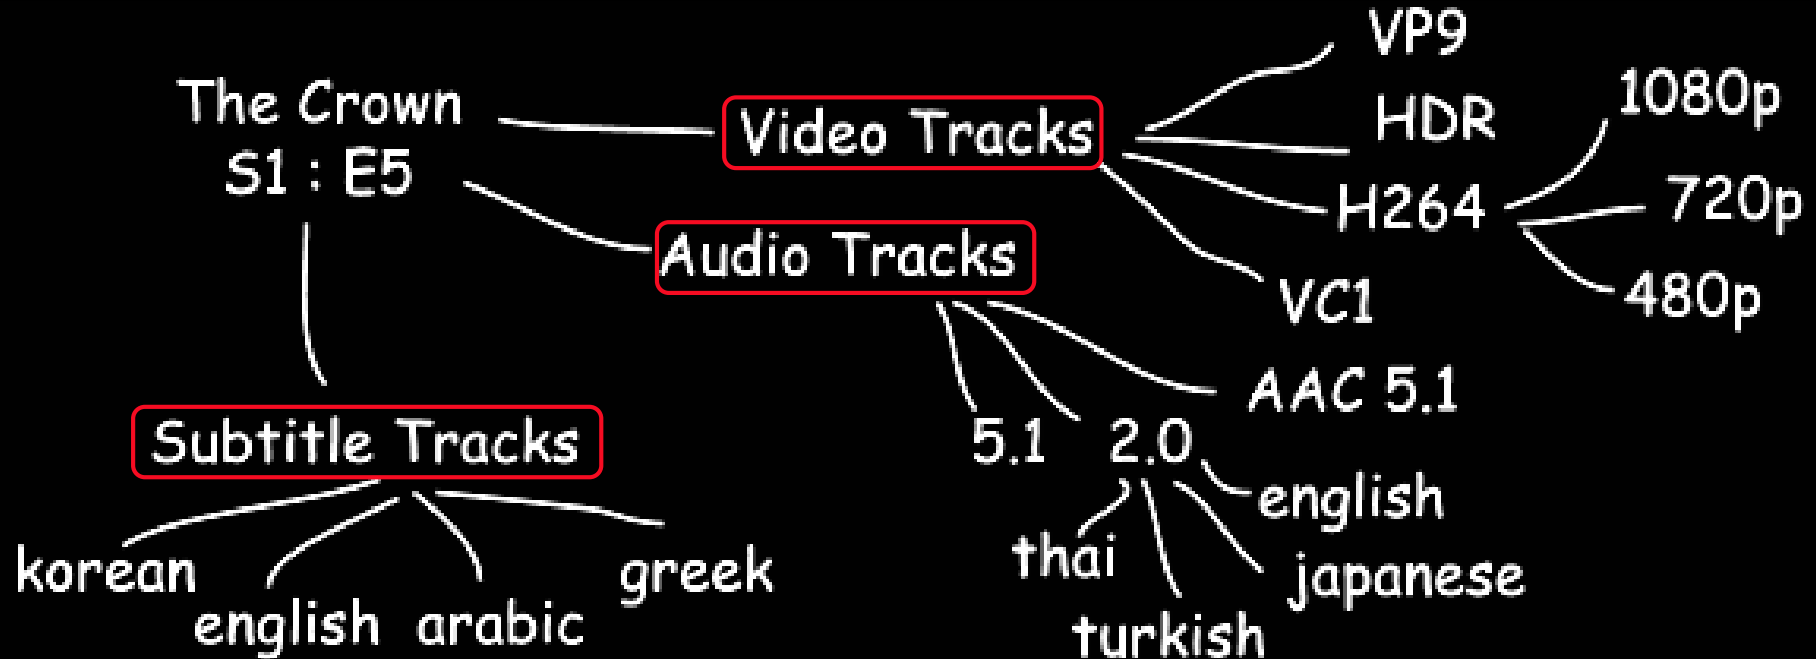 The Crown
S1 : E5
Video Tracks
VP9
HDR
H264
VC1
1080p
720p
480p
Audio Tracks
AAC 5.1
5.1
2.0
english
japanese
thai
turkish
Subtitle Tracks
korean
english
arabic
greek